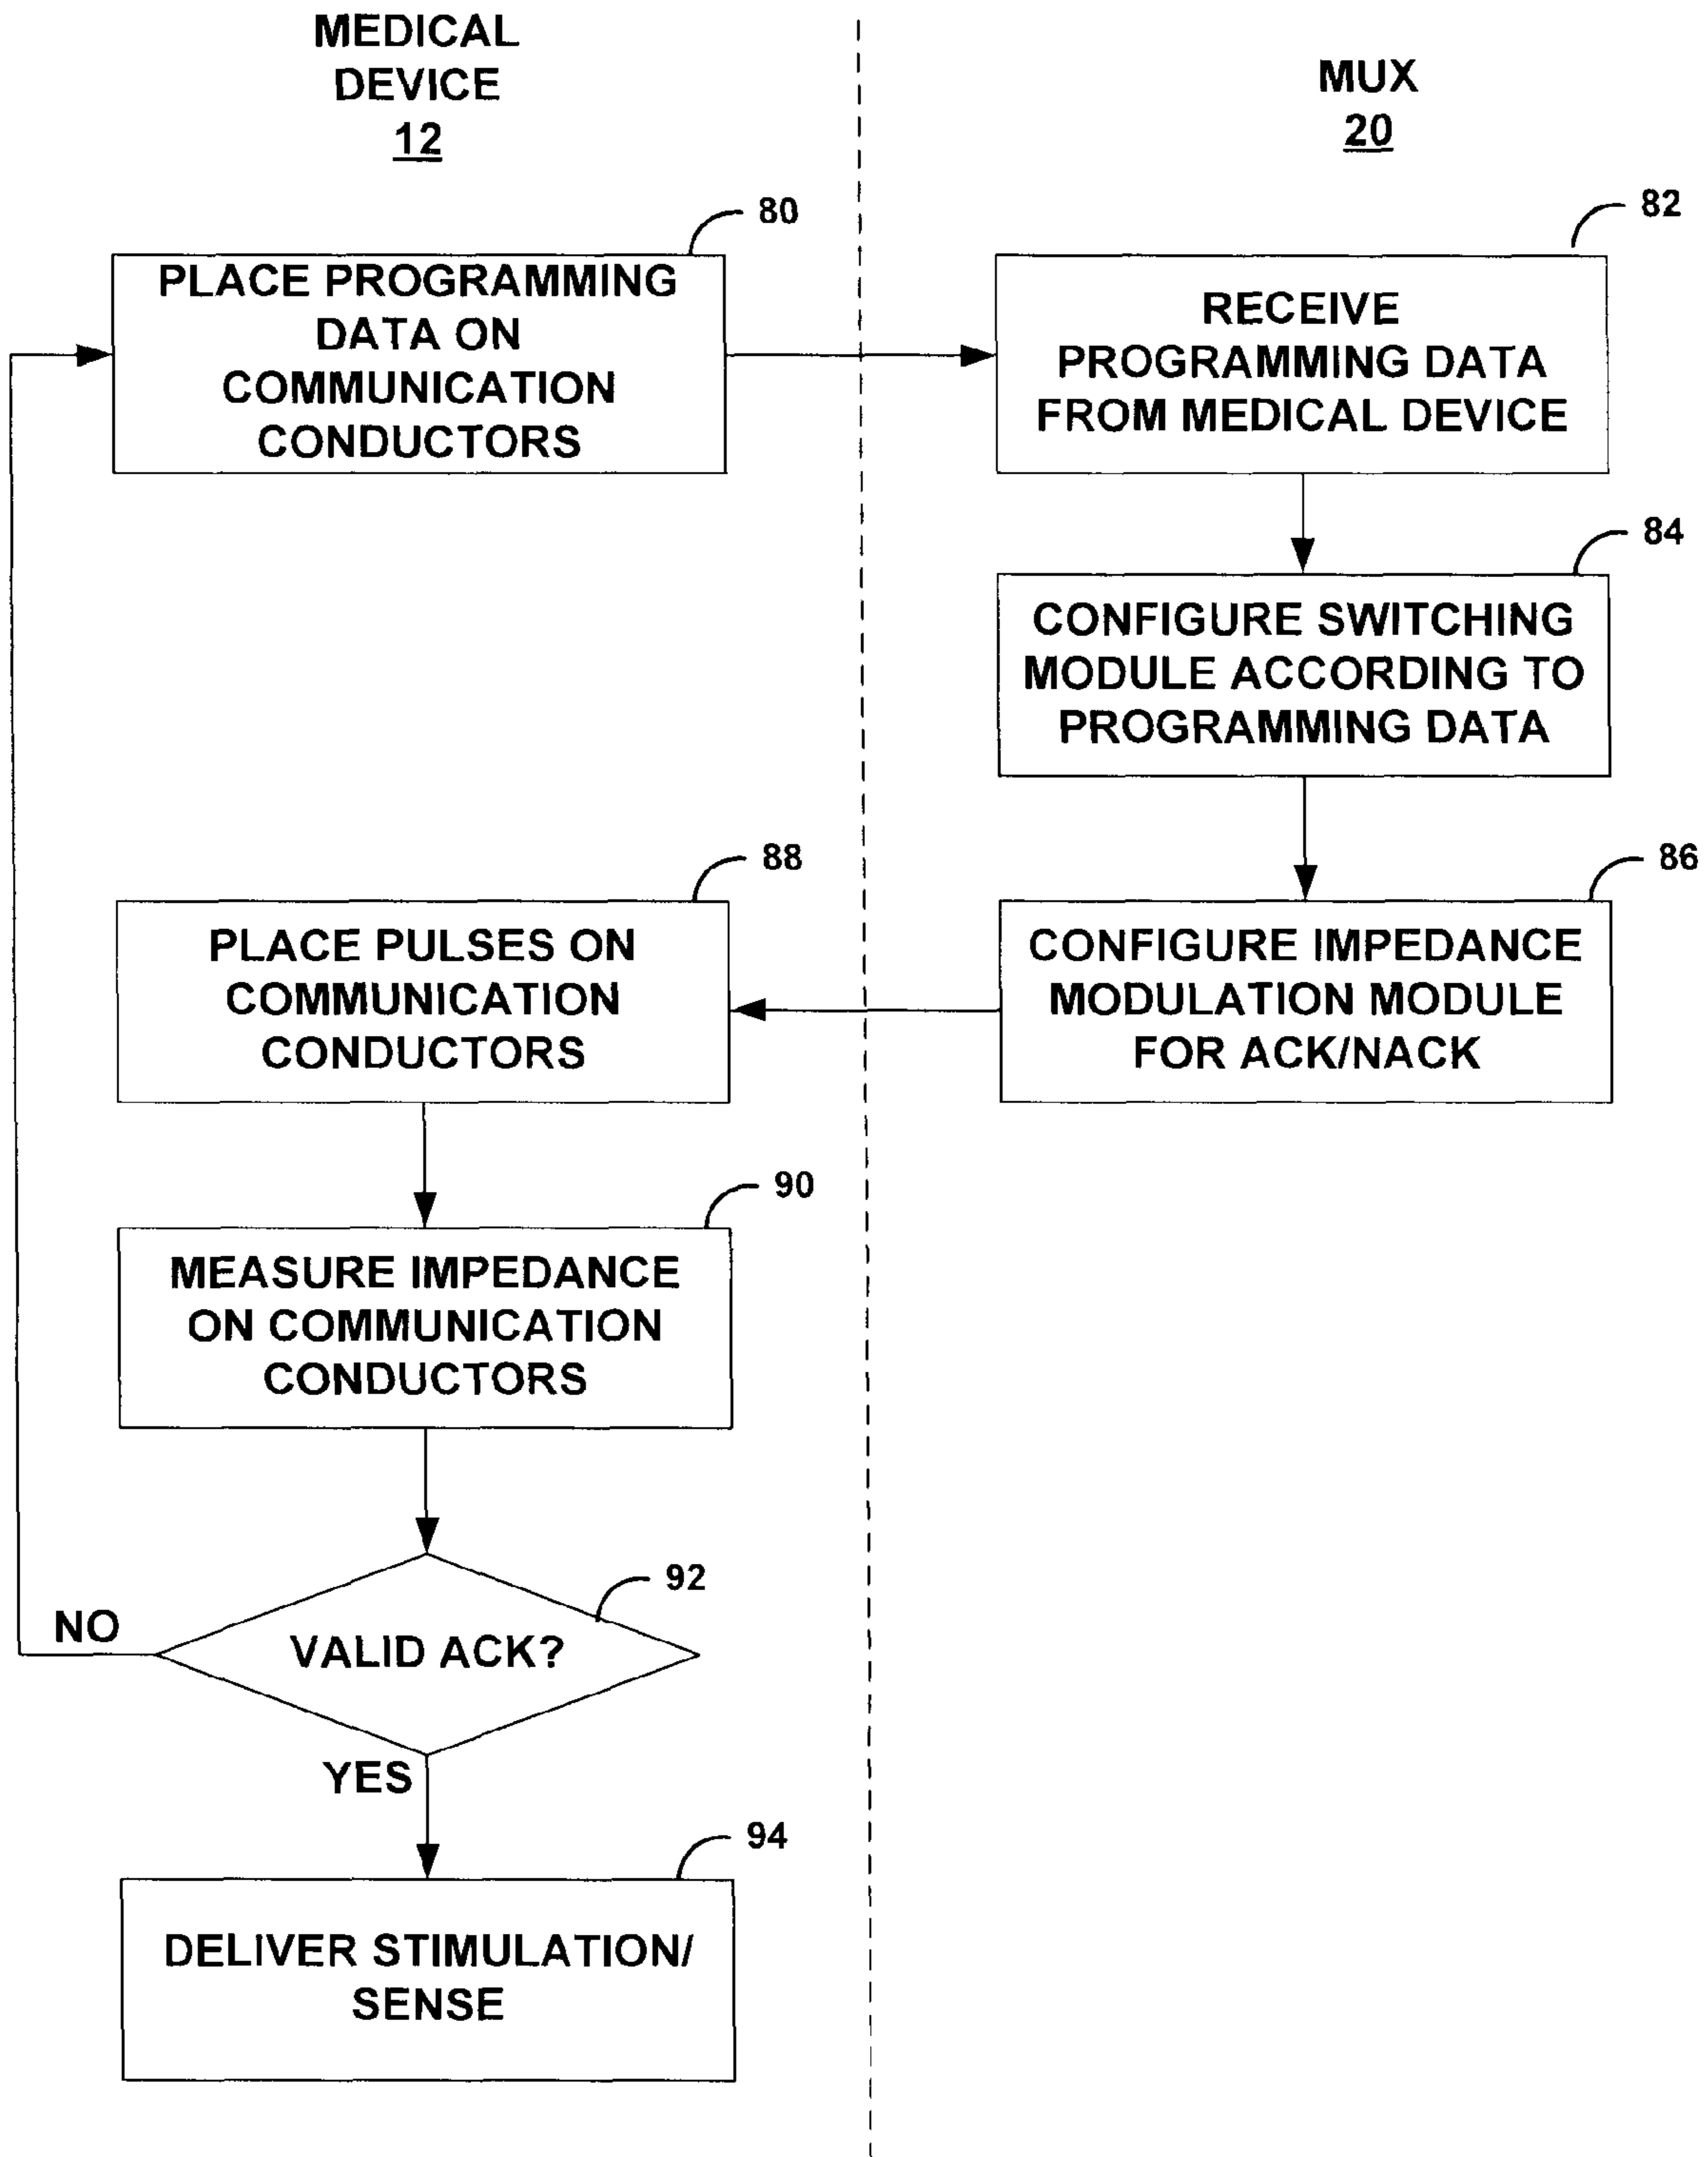 MEDICAL
DEVICE
12
MUX
20
80
PLACE PROGRAMMING
DATA ON
COMMUNICATION
CONDUCTORS
82
RECEIVE
PROGRAMMING DATA
FROM MEDICAL DEVICE
84
CONFIGURE SWITCHING
MODULE ACCORDING TO
PROGRAMMING DATA
86
CONFIGURE IMPEDANCE
MODULATION MODULE
FOR ACK/NACK
88
PLACE PULSES ON
COMMUNICATION
CONDUCTORS
90
MEASURE IMPEDANCE
ON COMMUNICATION
CONDUCTORS
92
VALID ACK?
NO
YES
94
DELIVER STIMULATION/
SENSE